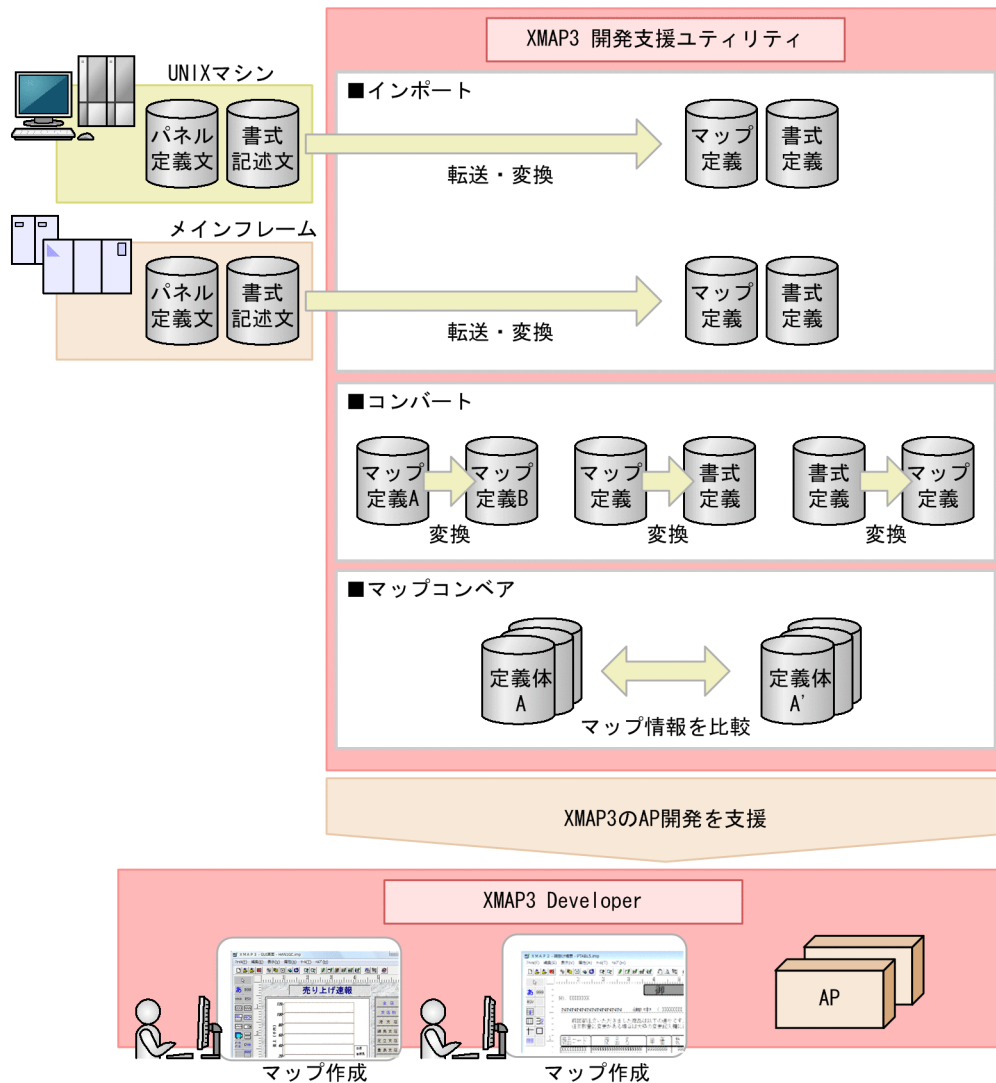 XMAP3 開発支援ユティリティ
UNIXマシン
パネル
定義文
書式
記述文
■インポート
転送・変換
マップ
定義
書式
定義
メインフレーム
パネル
定義文
書式
記述文
転送・変換
マップ
定義
書式
定義
■コンバート
マップ
定義A
マップ
定義B
変換
マップ
定義
書式
定義
変換
書式
定義
マップ
定義
変換
■マップコンペア
定義体
A
定義体
A'
マップ情報を比較
XMAP3のAP開発を支援
XMAP3 Developer
売り上げ速報
マップ作成
マップ作成
AP